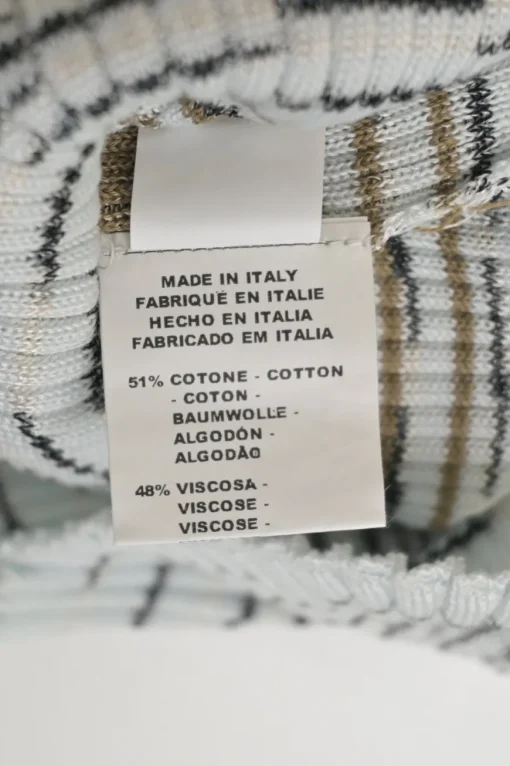 MADE IN ITALY
FABRIQUÉ EN ITALIE
HECHO EN ITALIA
FABRICADO EM ITALIA
51% COTONE - COTTON
- COTON -
BAUMWOLLE -
ALGODÓN -
ALGODÃO
48% VISCOSA -
VISCOSE -
VISCOSE -